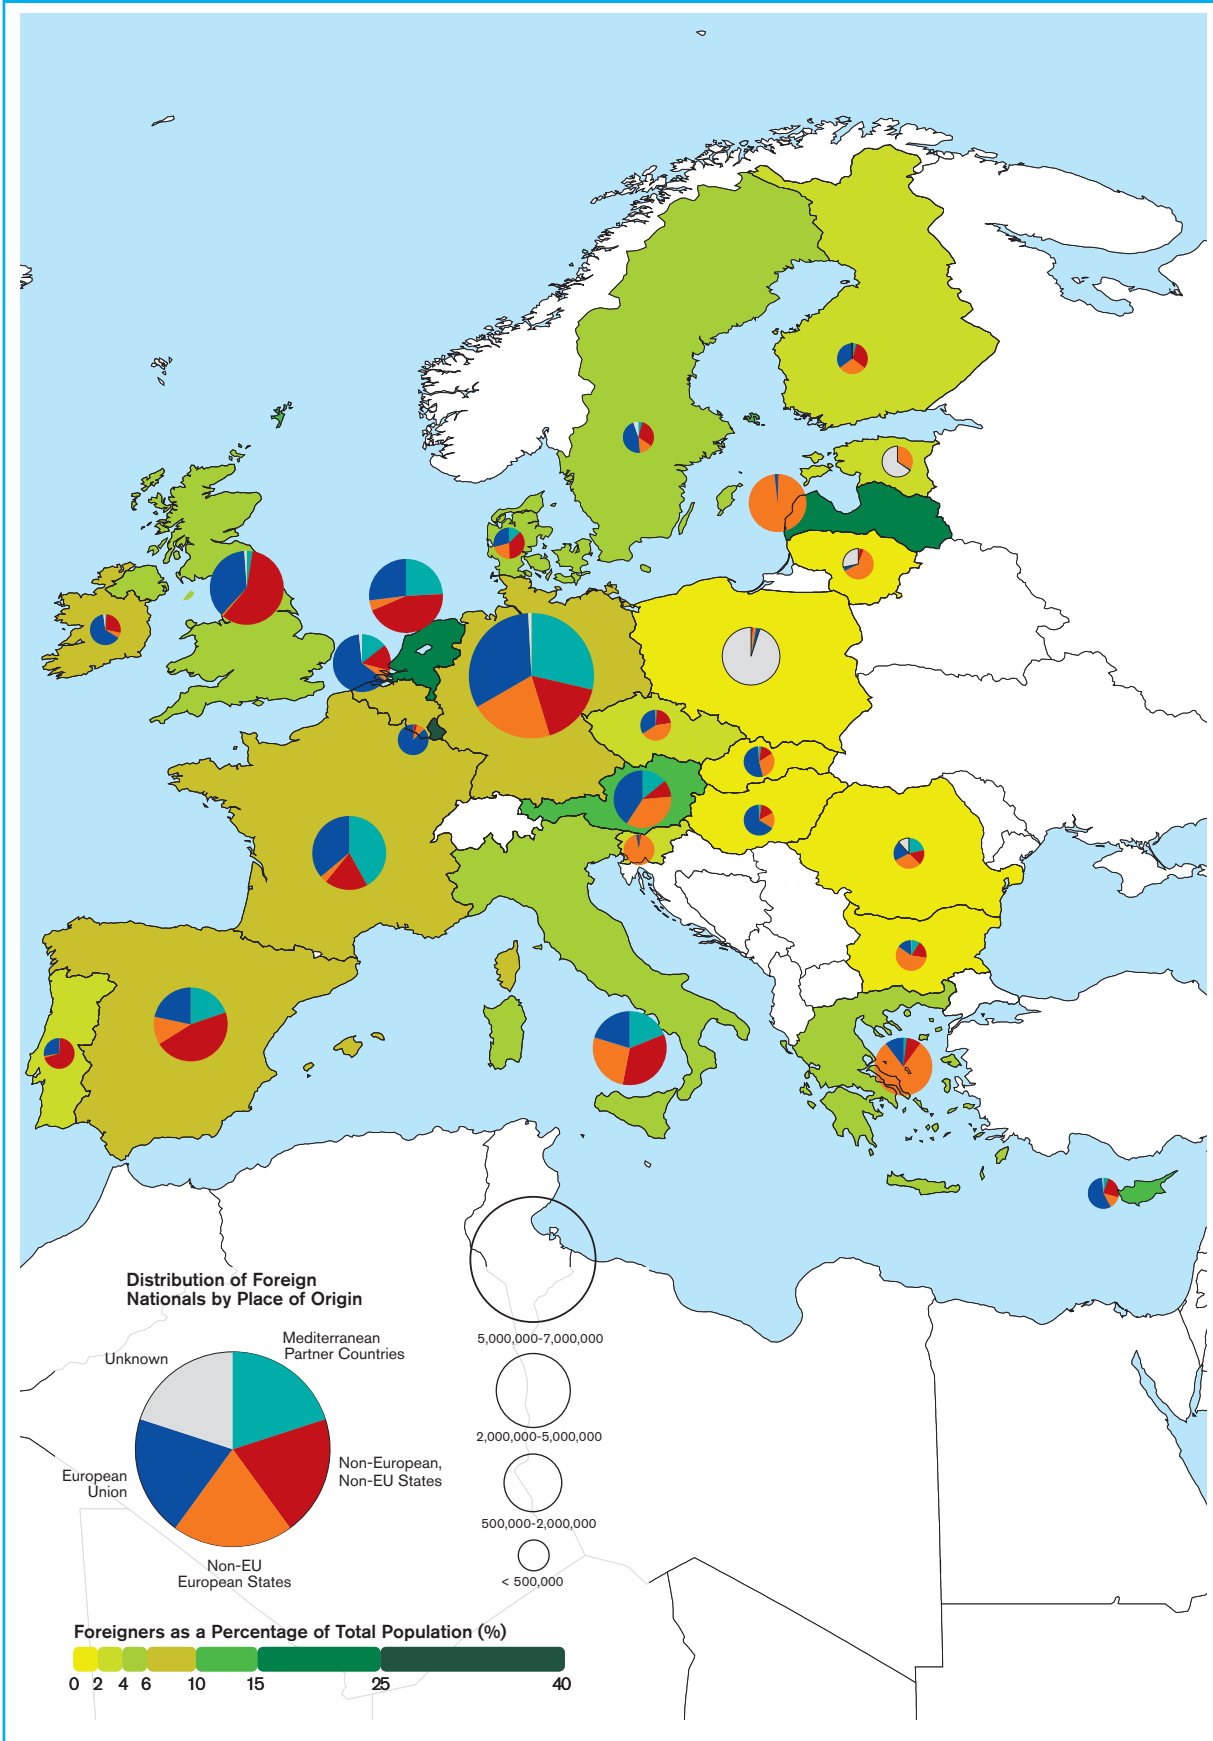 Distribution of Foreign
Nationals by Place of Origin
Mediterranean
Partner Countries
Unknown
Non-European,
Non-EU States
European
Union
Non-EU
European States
5,000,000-7,000,000
2,000,000-5,000,000
500,000-2,000,000
< 500,000
Foreigners as a Percentage of Total Population (%)
0 2 4 6 10 15 25 40